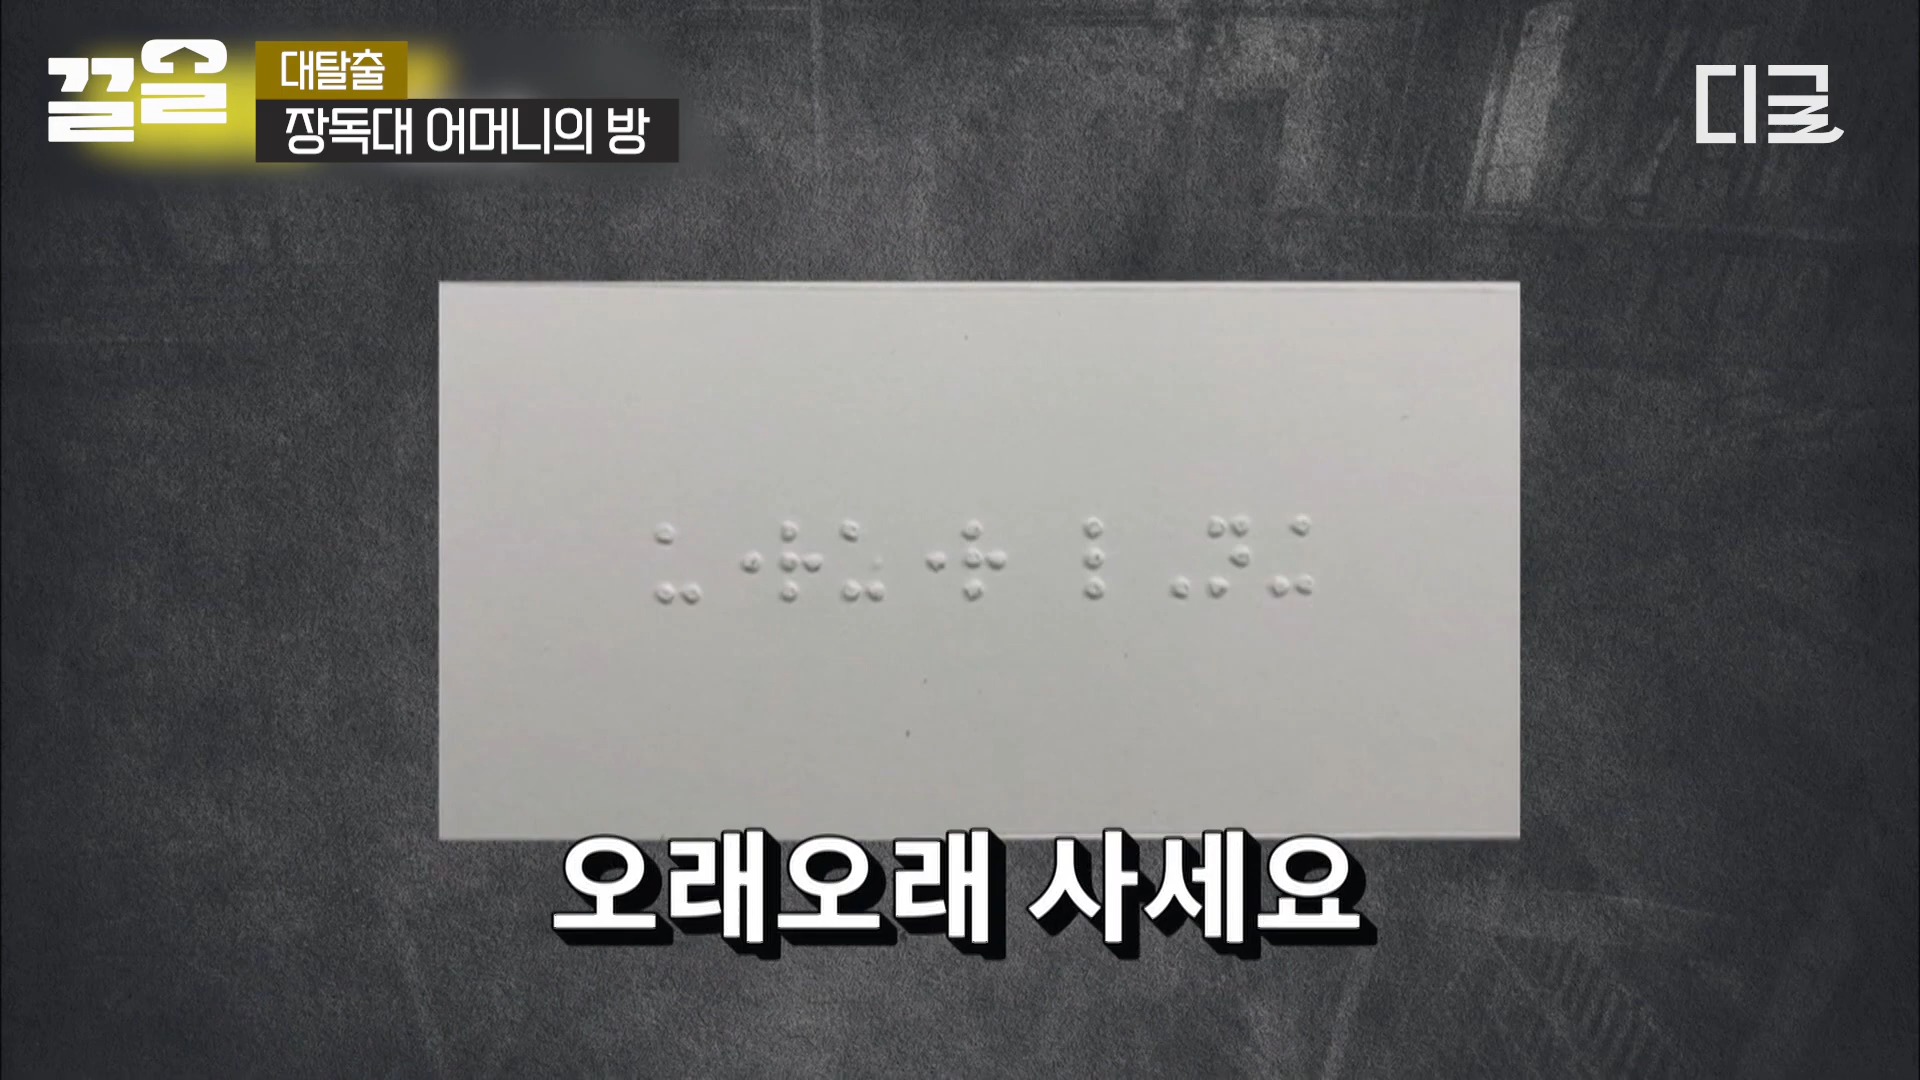 끌올
대탈출
장독대 어머니의 방
디글
⠥⠐⠗⠥⠐⠗ ⠇⠠⠝⠬
오래오래 사세요